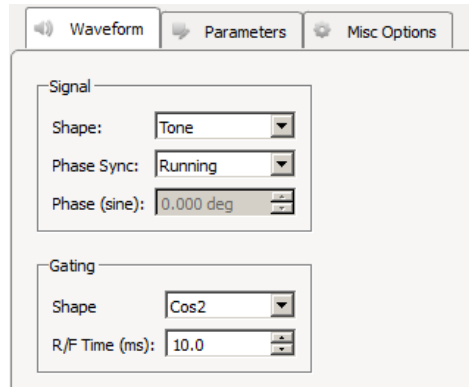 Waveform Parameters Misc Options
Signal
Shape: Tone
Phase Sync: Running
Phase (sine): 0.000 deg
Gating
Shape Cos2
R/F Time (ms): 10.0